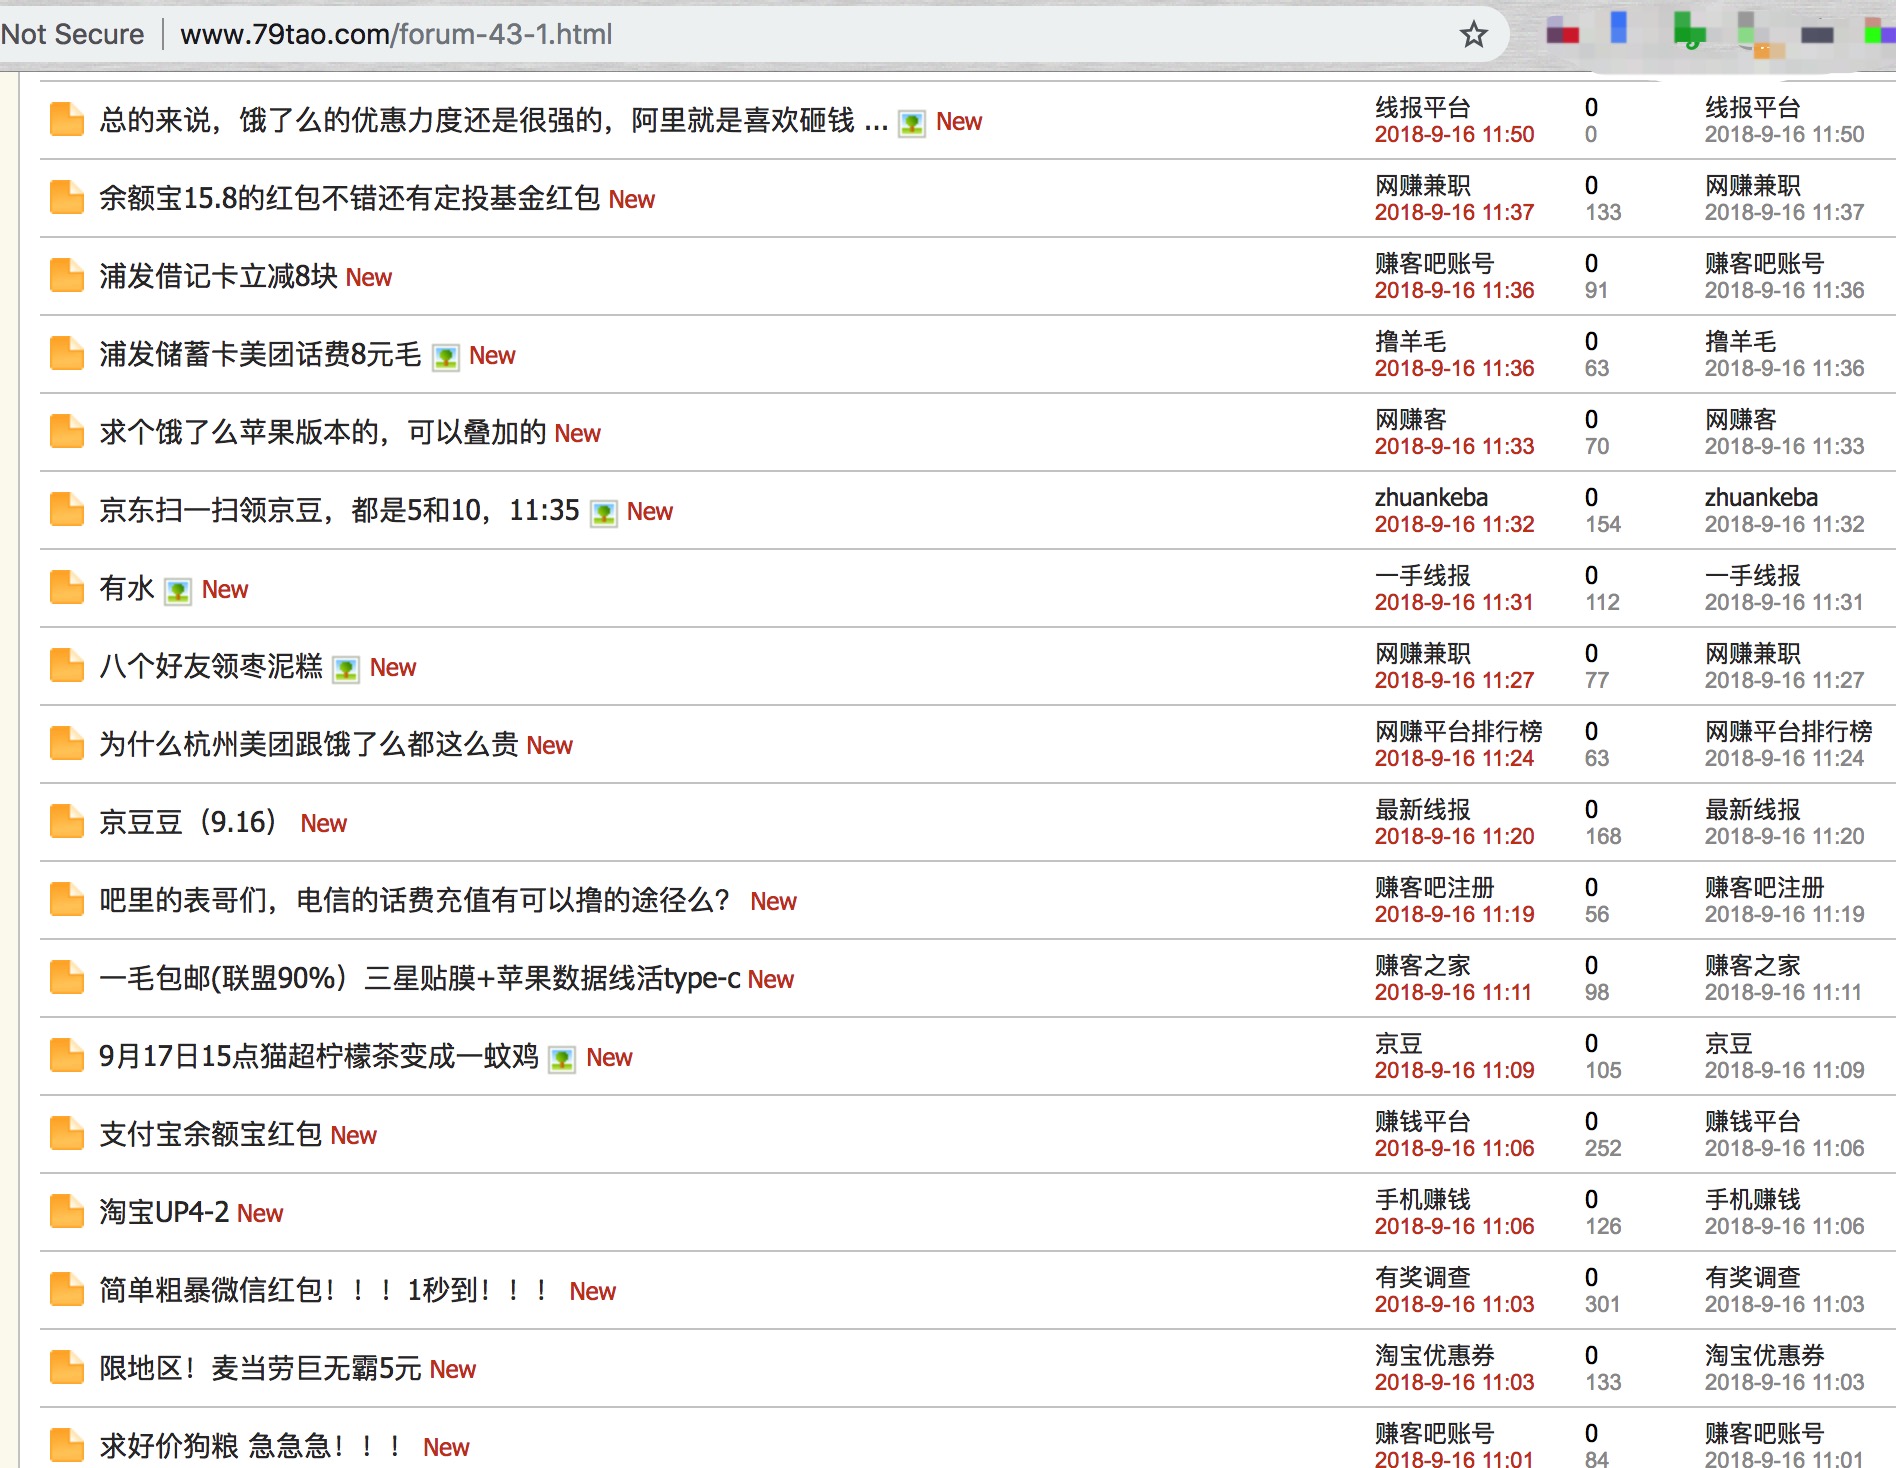 Not Secure | www.79tao.com/forum-43-1.html
总的来说，饿了么的优惠力度还是很强的，阿里就是喜欢砸钱 ... New 线报平台 0 线报平台
2018-9-16 11:50 0 2018-9-16 11:50
余额宝15.8的红包不错还有定投基金红包 New 网赚兼职 0 网赚兼职
2018-9-16 11:37 133 2018-9-16 11:37
浦发借记卡立减8块 New 赚客吧账号 0 赚客吧账号
2018-9-16 11:36 91 2018-9-16 11:36
浦发储蓄卡美团话费8元毛 New 撸羊毛 0 撸羊毛
2018-9-16 11:36 63 2018-9-16 11:36
求个饿了么苹果版本的，可以叠加的 New 网赚客 0 网赚客
2018-9-16 11:33 70 2018-9-16 11:33
京东扫一扫领京豆，都是5和10，11:35 New zhuankeba 0 zhuankeba
2018-9-16 11:32 154 2018-9-16 11:32
有水 New 一手线报 0 一手线报
2018-9-16 11:31 112 2018-9-16 11:31
八个好友领枣泥糕 New 网赚兼职 0 网赚兼职
2018-9-16 11:27 77 2018-9-16 11:27
为什么杭州美团跟饿了么都这么贵 New 网赚平台排行榜 0 网赚平台排行榜
2018-9-16 11:24 63 2018-9-16 11:24
京豆豆（9.16） New 最新线报 0 最新线报
2018-9-16 11:20 168 2018-9-16 11:20
吧里的表哥们，电信的话费充值有可以撸的途径么？ New 赚客吧注册 0 赚客吧注册
2018-9-16 11:19 56 2018-9-16 11:19
一毛包邮(联盟90%）三星贴膜+苹果数据线活type-c New 赚客之家 0 赚客之家
2018-9-16 11:11 98 2018-9-16 11:11
9月17日15点猫超柠檬茶变成一蚊鸡 New 京豆 0 京豆
2018-9-16 11:09 105 2018-9-16 11:09
支付宝余额宝红包 New 赚钱平台 0 赚钱平台
2018-9-16 11:06 252 2018-9-16 11:06
淘宝UP4-2 New 手机赚钱 0 手机赚钱
2018-9-16 11:06 126 2018-9-16 11:06
简单粗暴微信红包！！！1秒到！！！ New 有奖调查 0 有奖调查
2018-9-16 11:03 301 2018-9-16 11:03
限地区！麦当劳巨无霸5元 New 淘宝优惠券 0 淘宝优惠券
2018-9-16 11:03 133 2018-9-16 11:03
求好价狗粮 急急急！！！ New 赚客吧账号 0 赚客吧账号
2018-9-16 11:01 84 2018-9-16 11:01